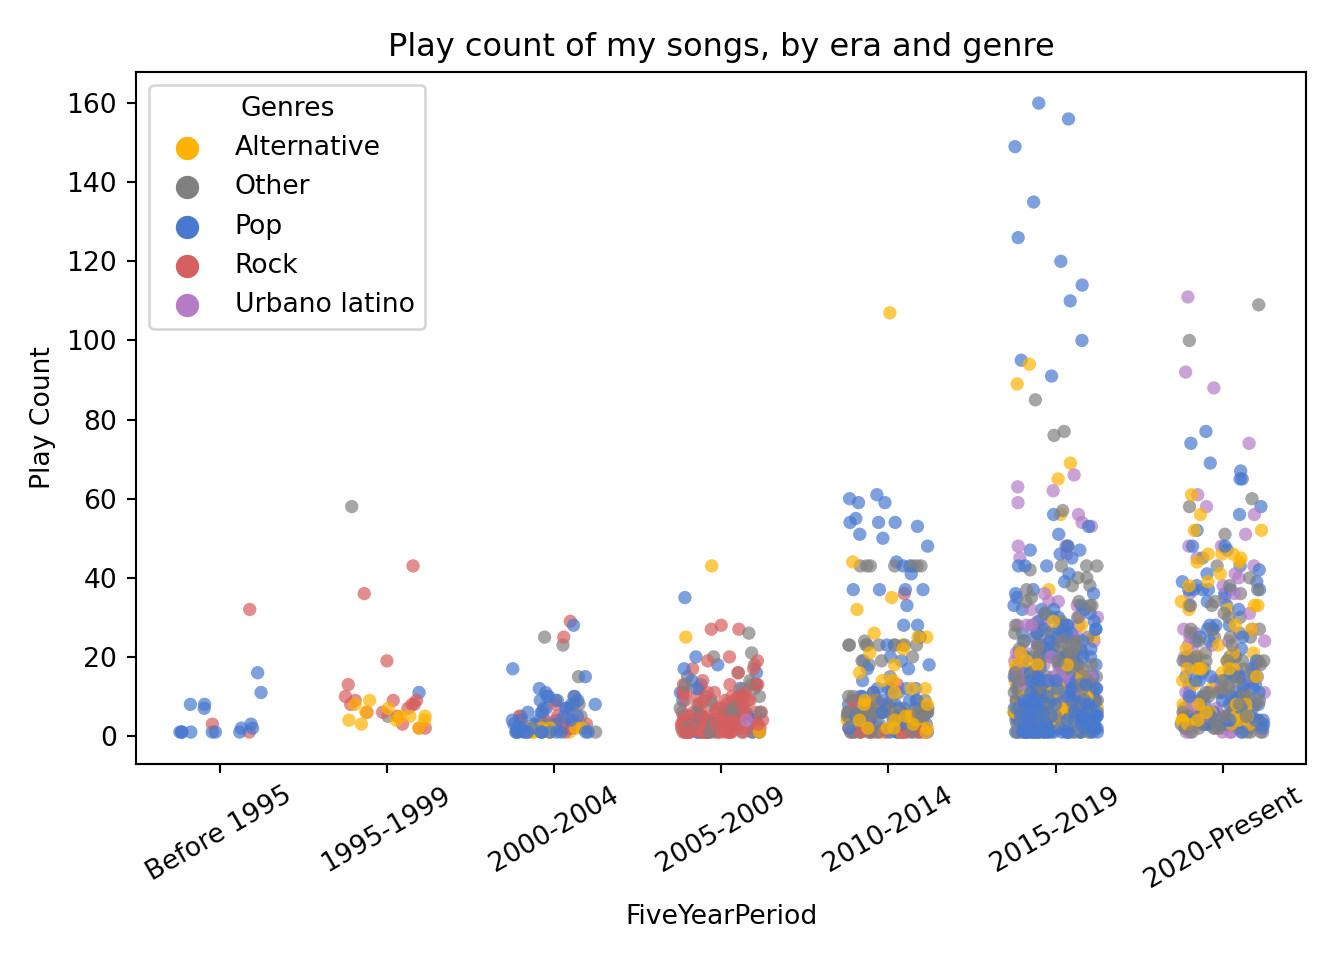 Play count of my songs, by era and genre
Genres
Alternative
Other
Pop
Rock
Urbano latino
160
140
120
100
80
60
40
20
0
Play Count
Before 1995
1995-1999
2000-2004
2005-2009
2010-2014
2015-2019
2020-Present
FiveYearPeriod